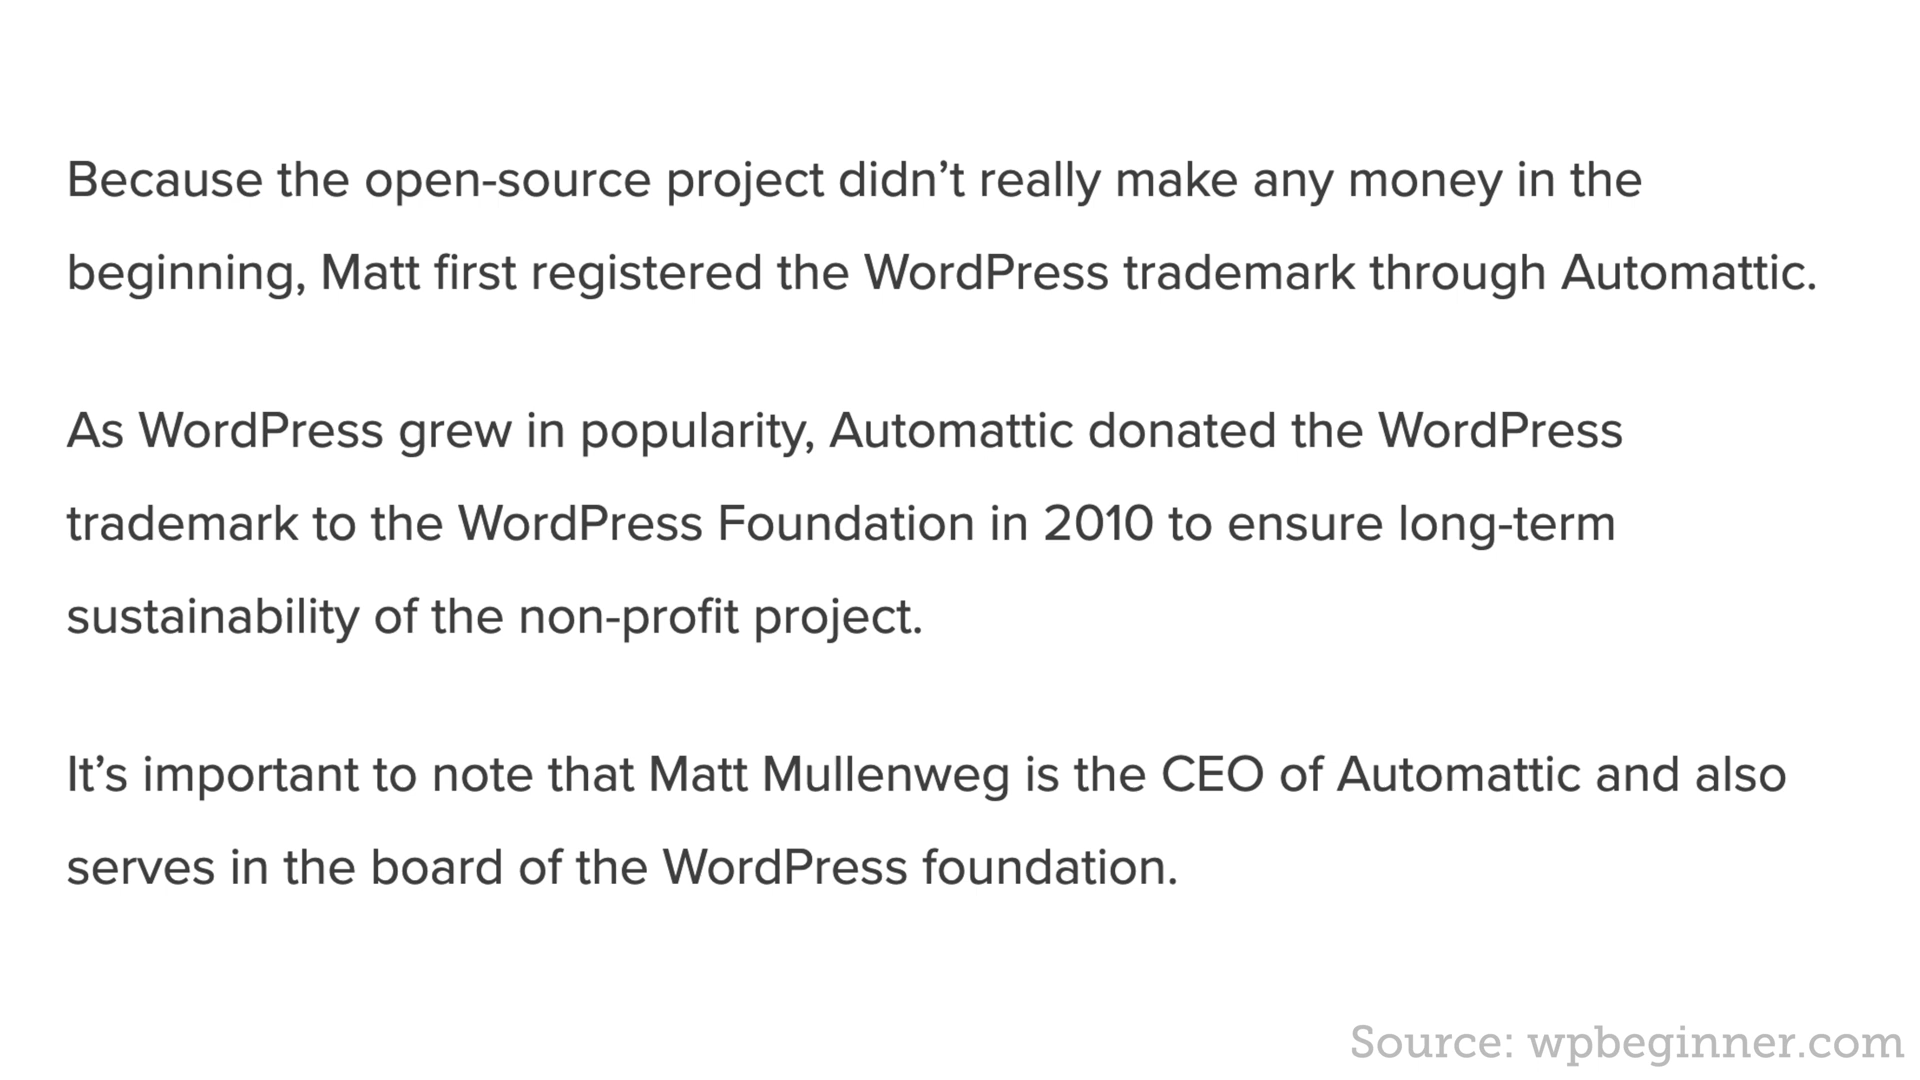 Because the open-source project didn’t really make any money in the
beginning, Matt first registered the WordPress trademark through Automattic.
As WordPress grew in popularity, Automattic donated the WordPress
trademark to the WordPress Foundation in 2010 to ensure long-term
sustainability of the non-profit project.
It’s important to note that Matt Mullenweg is the CEO of Automattic and also
serves in the board of the WordPress foundation.
Source: wpbeginner.com